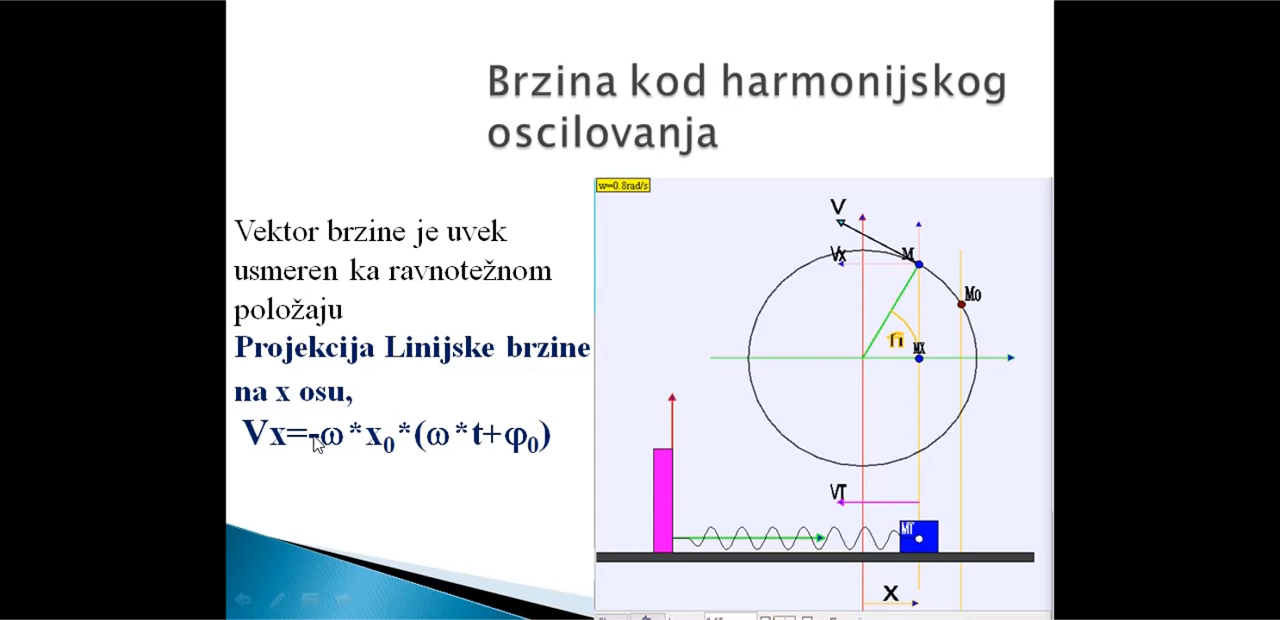 Brzina kod harmonijskog
oscilovanja
w=0.8rad/s
Vektor brzine je uvek
usmeren ka ravnotežnom
položaju
Projekcija Linijske brzine
na x osu,
Vx=-ω*x₀*(ω*t+φ₀)
V
Vx
M
M0
MX
VT
MT
X